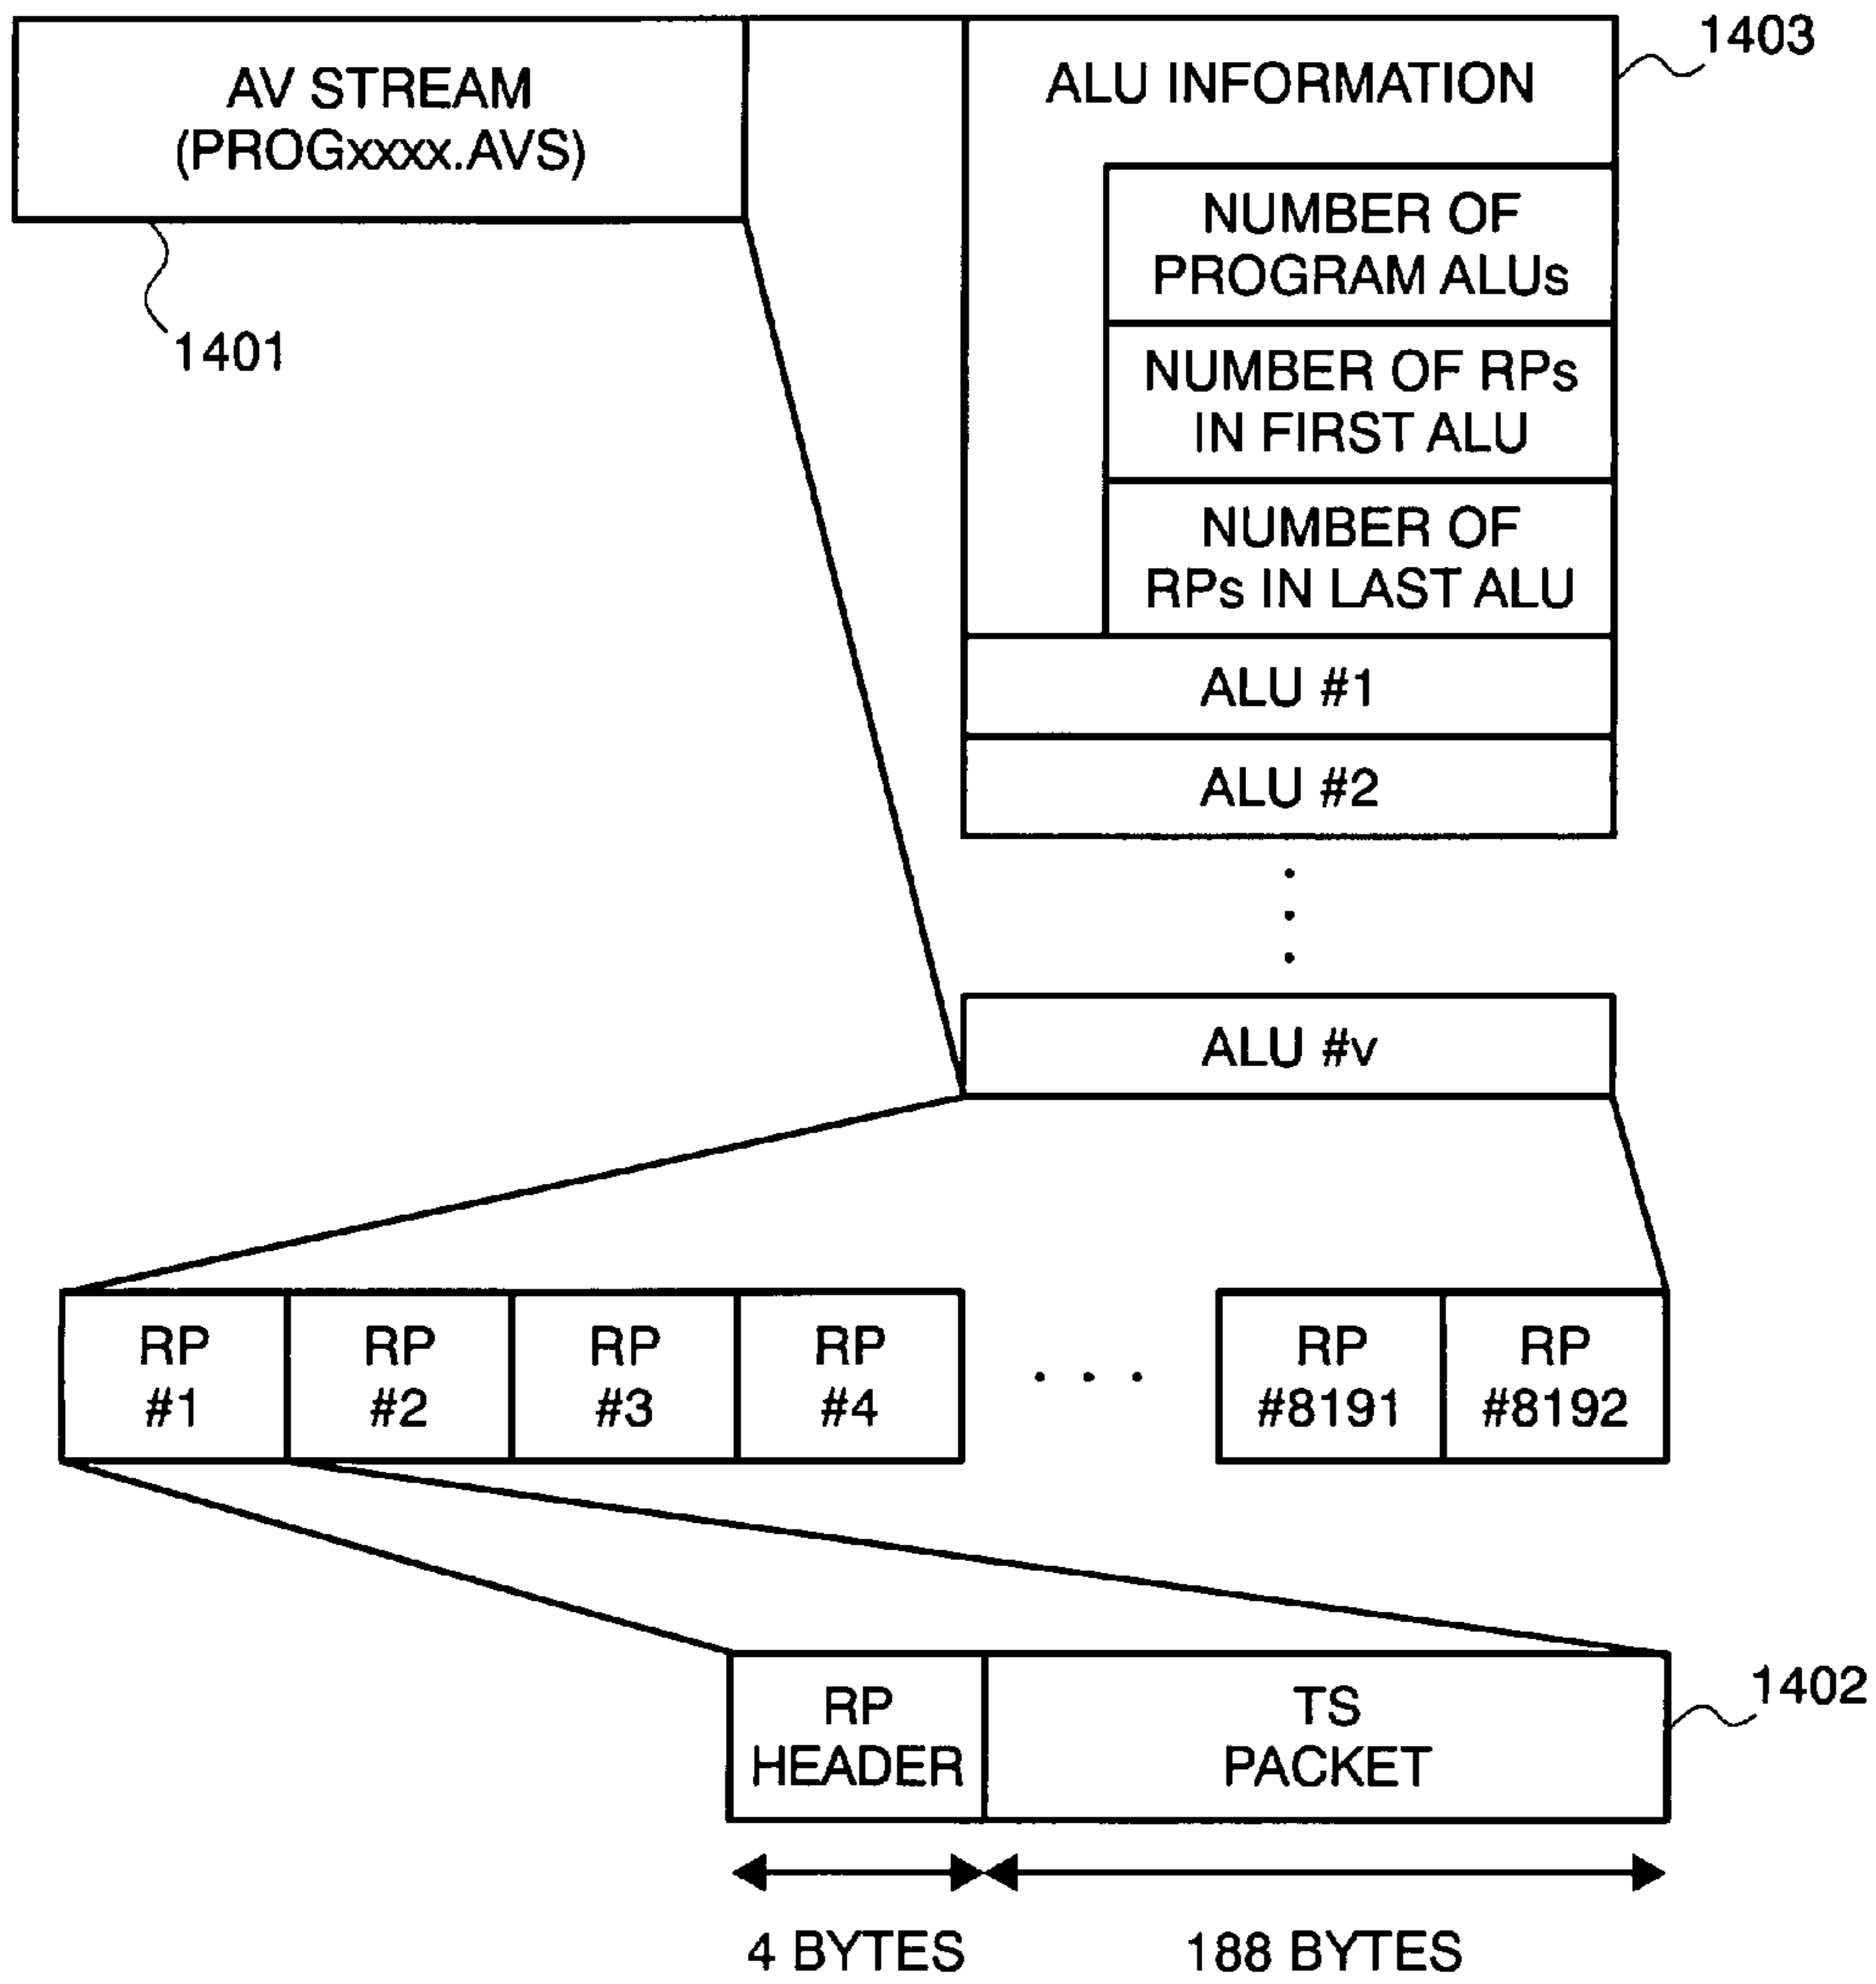 AV STREAM
(PROGxxxx.AVS)
1401
ALU INFORMATION
1403
NUMBER OF
PROGRAM ALUs
NUMBER OF RPs
IN FIRST ALU
NUMBER OF
RPs IN LAST ALU
ALU #1
ALU #2
ALU #v
RP
#1
RP
#2
RP
#3
RP
#4
RP
#8191
RP
#8192
RP
HEADER
TS
PACKET
1402
4 BYTES
188 BYTES